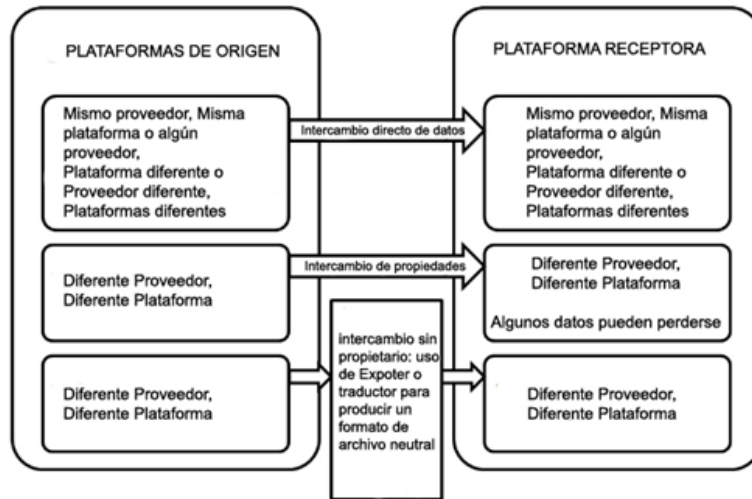 PLATAFORMAS DE ORIGEN
PLATAFORMA RECEPTORA
Mismo proveedor, Misma
plataforma o algún
proveedor,
Plataforma diferente o
Proveedor diferente,
Plataformas diferentes
Intercambio directo de datos
Mismo proveedor, Misma
plataforma o algún
proveedor,
Plataforma diferente o
Proveedor diferente,
Plataformas diferentes
Diferente Proveedor,
Diferente Plataforma
Intercambio de propiedades
Diferente Proveedor,
Diferente Plataforma
Algunos datos pueden perderse
Diferente Proveedor,
Diferente Plataforma
intercambio sin
propietario: uso
de Expoter o
traductor para
producir un
formato de
archivo neutral
Diferente Proveedor,
Diferente Plataforma